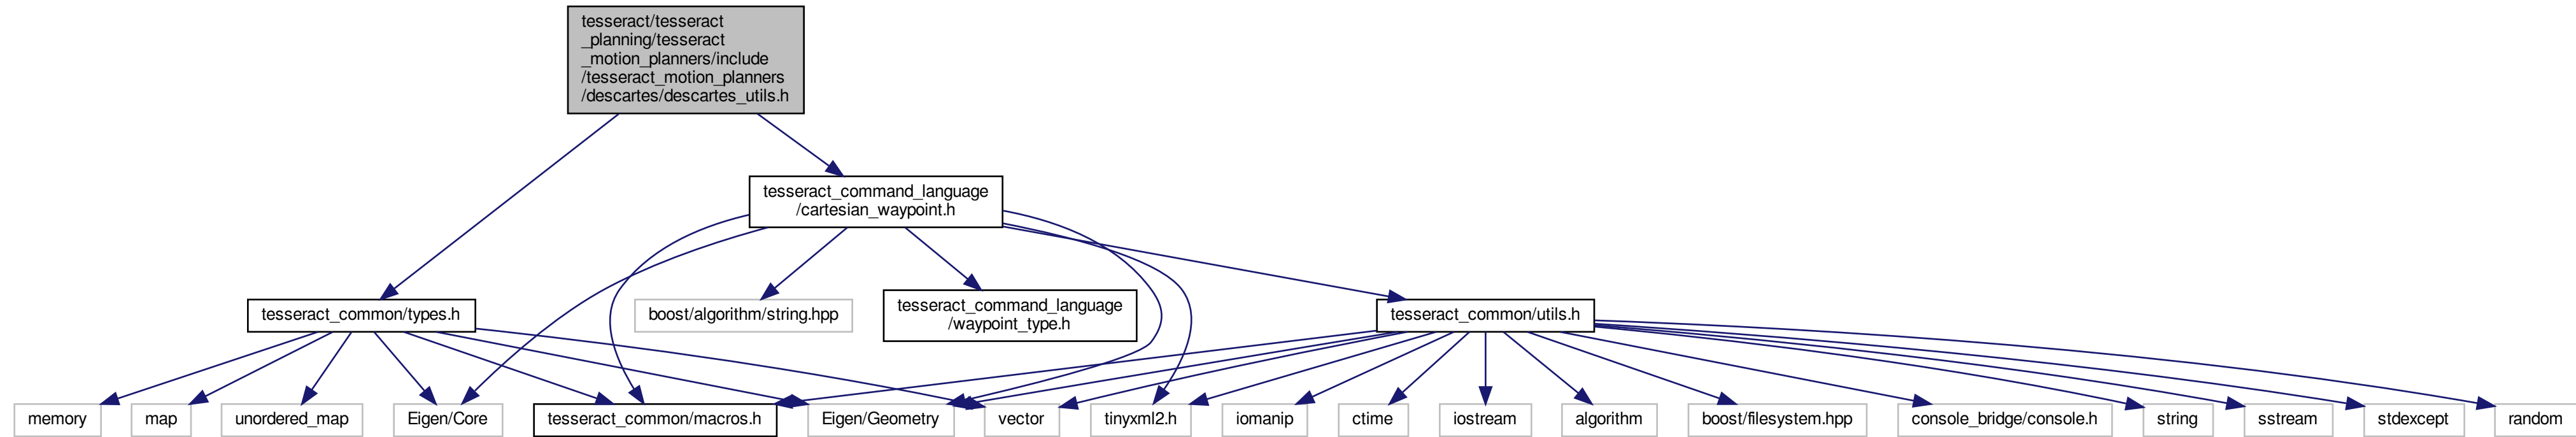 tesseract/tesseract
_planning/tesseract
_motion_planners/include
/tesseract_motion_planners
/descartes/descartes_utils.h
tesseract_command_language
/cartesian_waypoint.h
tesseract_common/types.h
boost/algorithm/string.hpp
tesseract_command_language
/waypoint_type.h
tesseract_common/utils.h
memory
map
unordered_map
Eigen/Core
tesseract_common/macros.h
Eigen/Geometry
vector
tinyxml2.h
iomanip
ctime
iostream
algorithm
boost/filesystem.hpp
console_bridge/console.h
string
sstream
stdexcept
random